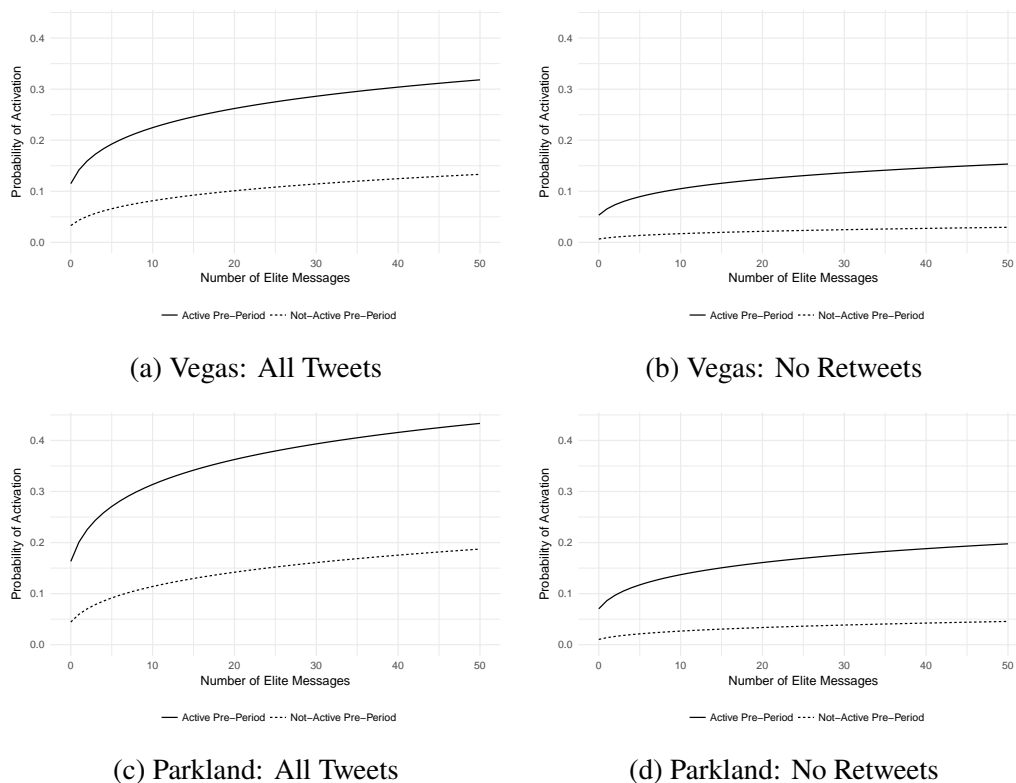 0.4
0.3
0.2
0.1
0.0
Probability of Activation
0 10 20 30 40 50
Number of Elite Messages
Active Pre−Period Not−Active Pre−Period
(a) Vegas: All Tweets
0.4
0.3
0.2
0.1
0.0
Probability of Activation
0 10 20 30 40 50
Number of Elite Messages
Active Pre−Period Not−Active Pre−Period
(b) Vegas: No Retweets
0.4
0.3
0.2
0.1
0.0
Probability of Activation
0 10 20 30 40 50
Number of Elite Messages
Active Pre−Period Not−Active Pre−Period
(c) Parkland: All Tweets
0.4
0.3
0.2
0.1
0.0
Probability of Activation
0 10 20 30 40 50
Number of Elite Messages
Active Pre−Period Not−Active Pre−Period
(d) Parkland: No Retweets